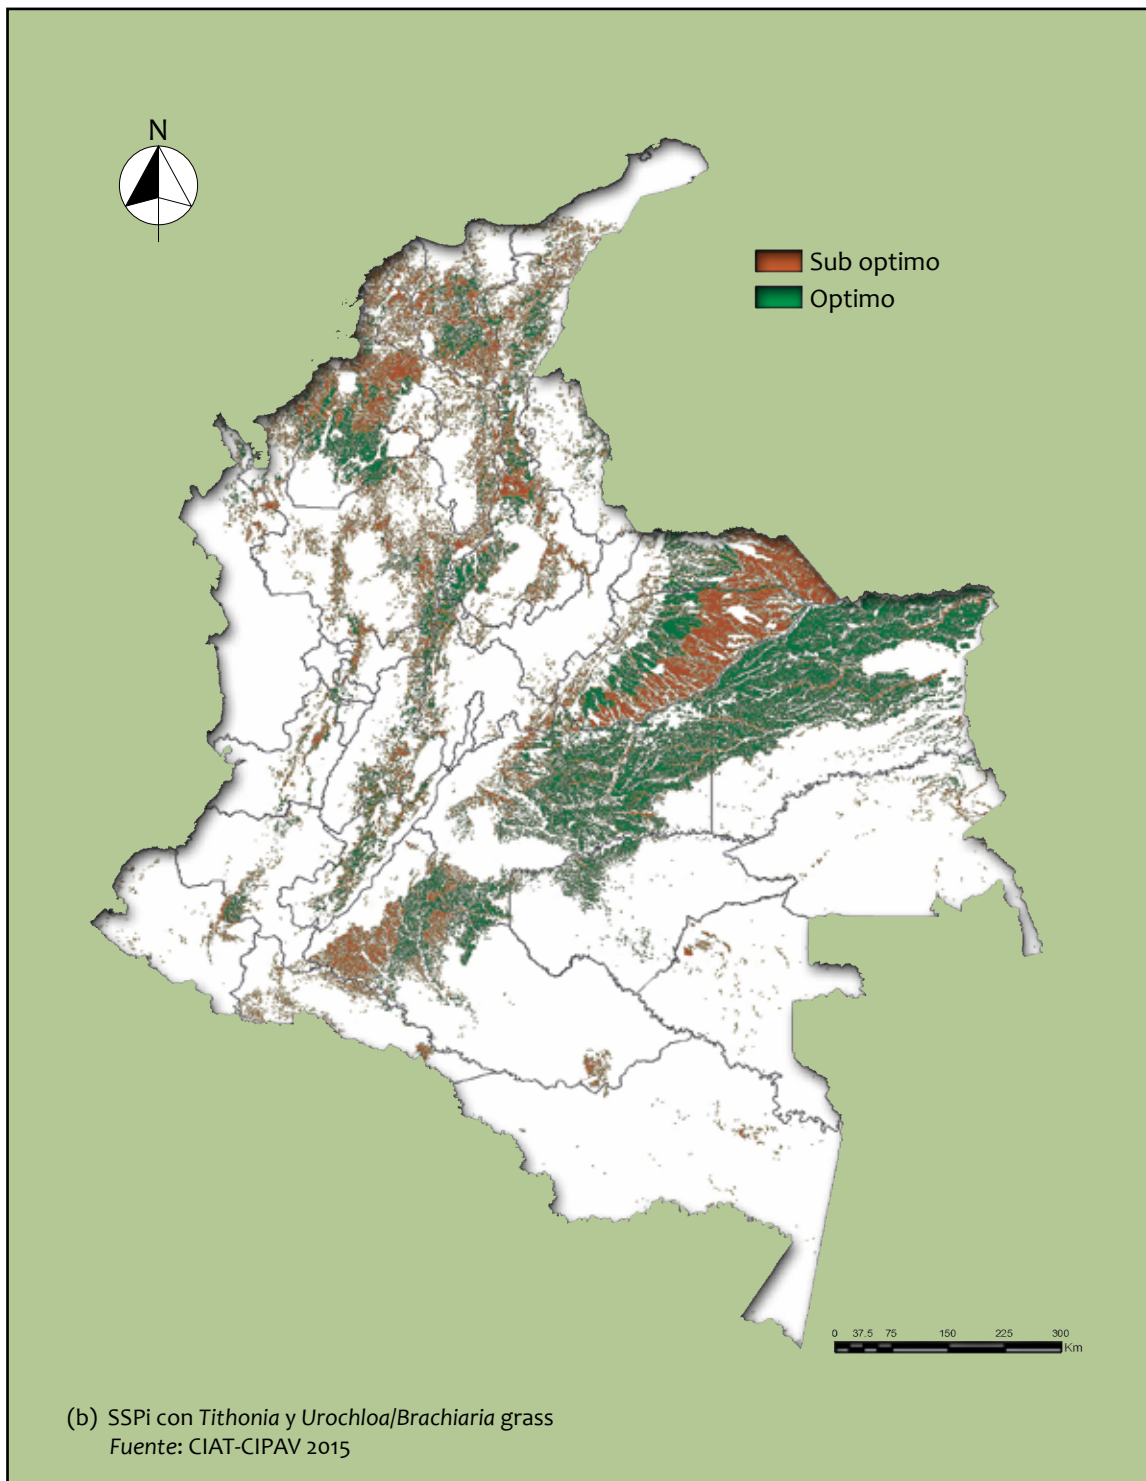 N
Sub optimo
Optimo
0 37.5 75 150 225 300
Km
(b) SSPi con Tithonia y Urochloa/Brachiaria grass
Fuente: CIAT-CIPAV 2015